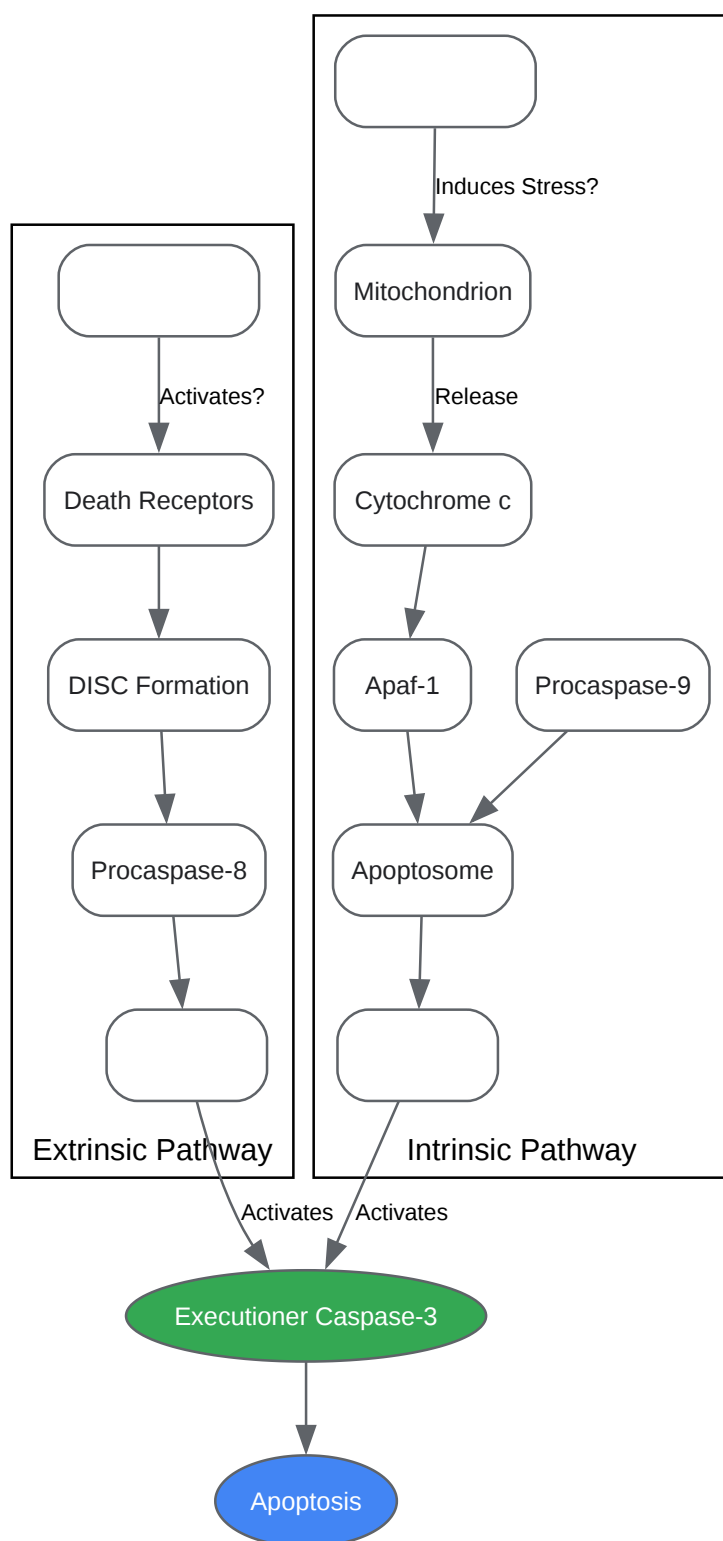 Induces Stress?
Mitochondrion
Release
Cytochrome c
Apaf-1
Procaspase-9
Apoptosome
Intrinsic Pathway
Activates?
Death Receptors
DISC Formation
Procaspase-8
Extrinsic Pathway
Activates
Activates
Executioner Caspase-3
Apoptosis